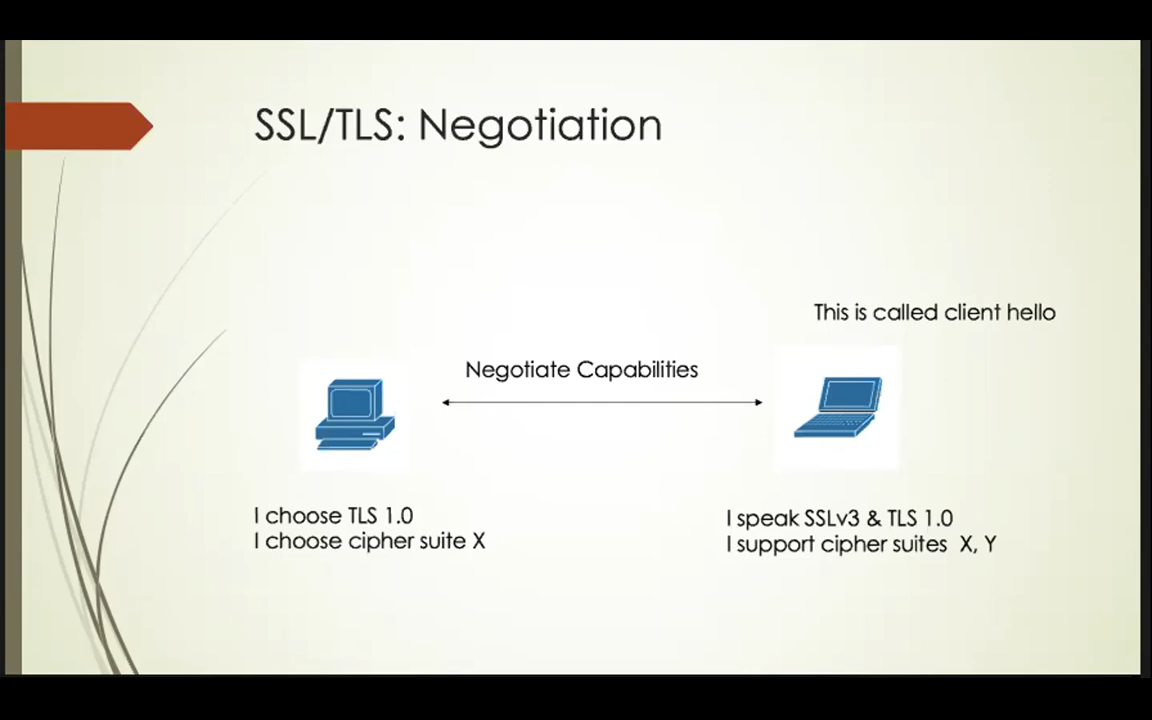 SSL/TLS: Negotiation
This is called client hello
Negotiate Capabilities
I choose TLS 1.0
I choose cipher suite X
I speak SSLv3 & TLS 1.0
I support cipher suites  X, Y